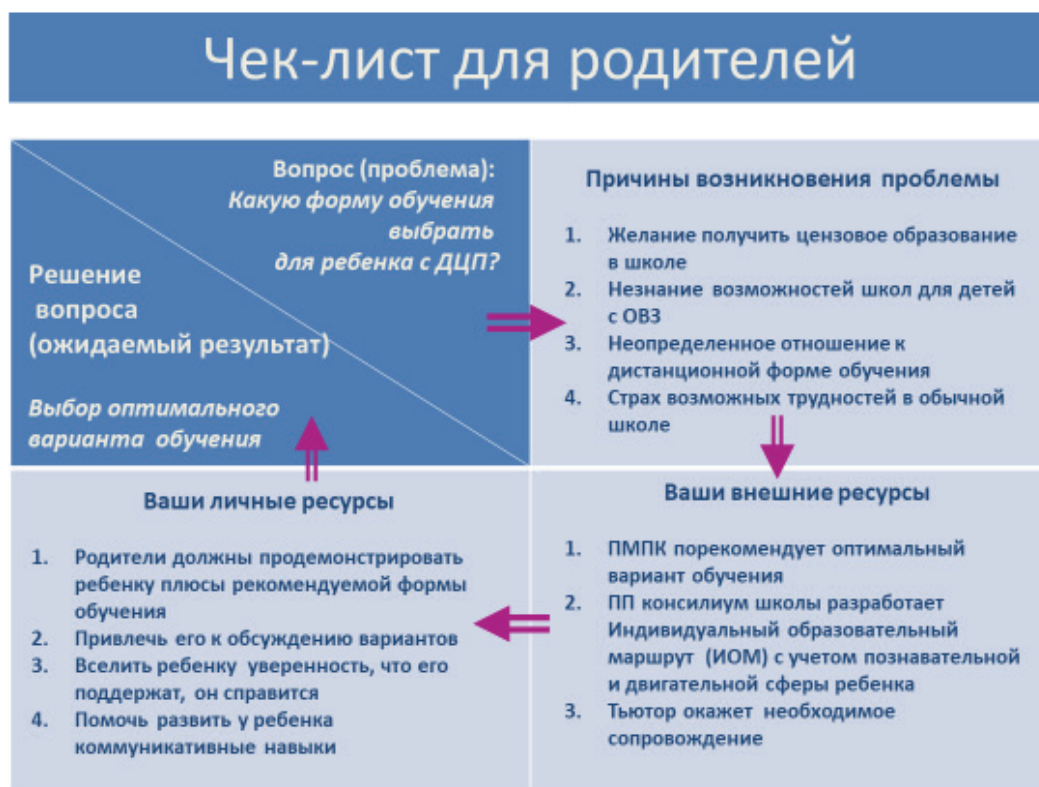 Чек-лист для родителей
Вопрос (проблема):
Какую форму обучения
выбрать
для ребенка с ДЦП?
Решение
вопроса
(ожидаемый результат)
Выбор оптимального
варианта обучения
Причины возникновения проблемы
1. Желание получить цензовое образование
в школе
2. Незнание возможностей школ для детей
с ОВЗ
3. Неопределенное отношение к
дистанционной форме обучения
4. Страх возможных трудностей в обычной
школе
Ваши внешние ресурсы
1. ПМПК порекомендует оптимальный
вариант обучения
2. ПП консилиум школы разработает
Индивидуальный образовательный
маршрут (ИОМ) с учетом познавательной
и двигательной сферы ребенка
3. Тьютор окажет необходимое
сопровождение
Ваши личные ресурсы
1. Родители должны продемонстрировать
ребенку плюсы рекомендуемой формы
обучения
2. Привлечь его к обсуждению вариантов
3. Вселить ребенку уверенность, что его
поддержат, он справится
4. Помочь развить у ребенка
коммуникативные навыки